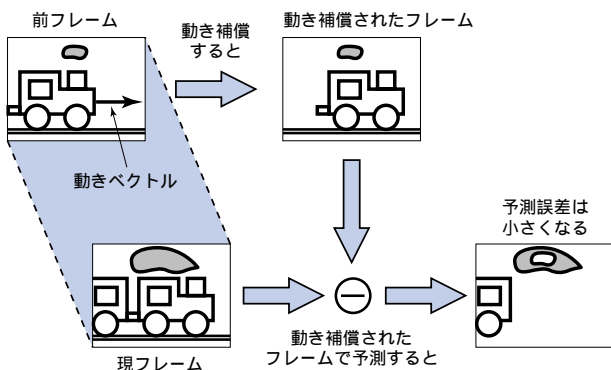 前フレーム
動き補償
すると
動き補償されたフレーム
動きベクトル
予測誤差は
小さくなる
現フレーム
動き補償された
フレームで予測すると